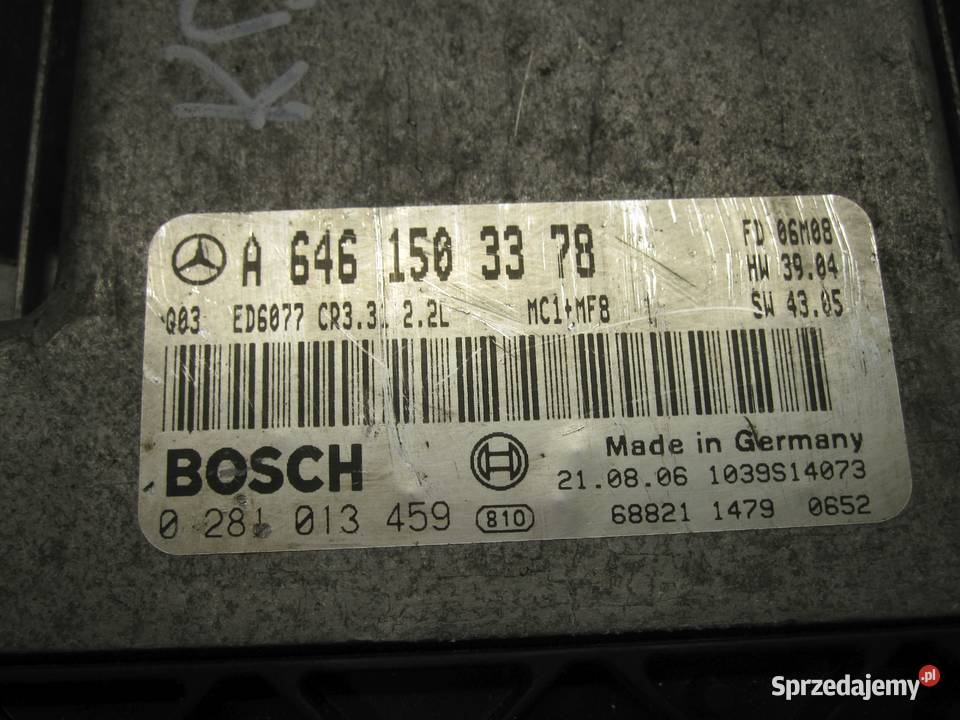 A 646 150 33 78
FD 06M08
HW 39.04
Q03 ED6077 CR3.3. 2.2L MC1+MF8 SW 43.05
BOSCH
Made in Germany
21.08.06 1039S14073
0 281 013 459 810 68821 1479 0652
Sprzedajemy.pl